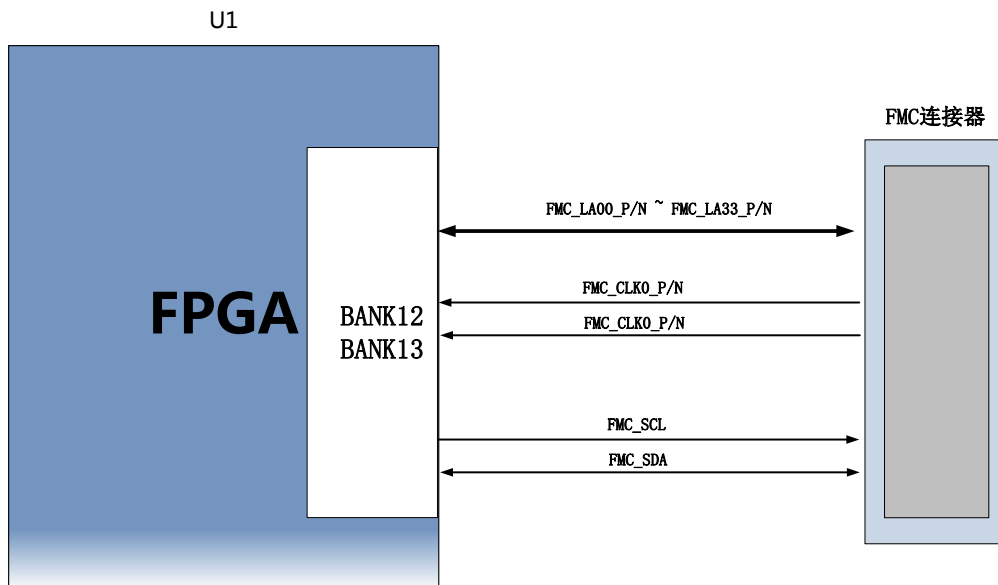 U1
FMC连接器
FMC_LA00_P/N ~ FMC_LA33_P/N
FMC_CLK0_P/N
FPGA
BANK12
FMC_CLK0_P/N
BANK13
FMC_SCL
FMC_SDA